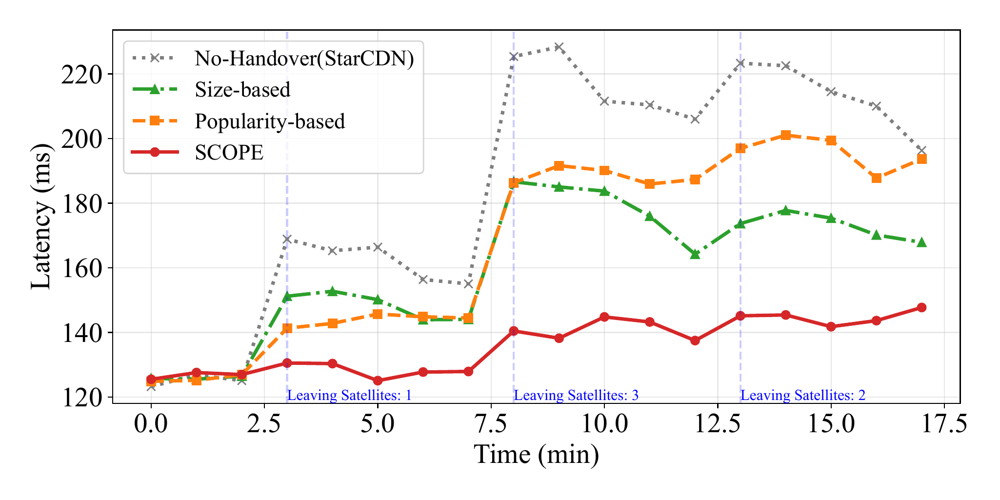 No-Handover(StarCDN)
Size-based
Popularity-based
SCOPE
220
200
180
160
140
120
Latency (ms)
Leaving Satellites: 1
Leaving Satellites: 3
Leaving Satellites: 2
0.0
2.5
5.0
7.5
10.0
12.5
15.0
17.5
Time (min)